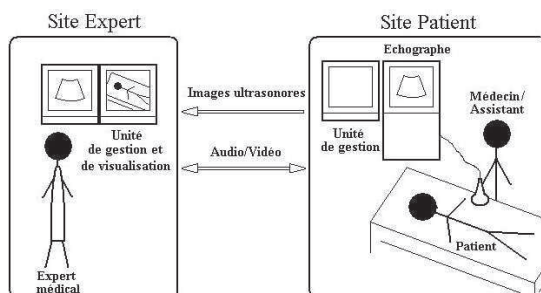 Site Expert
Unité
de gestion et
de visualisation
Expert
médical
Images ultrasonores
Audio/Vidéo
Site Patient
Echographe
Unité
de gestion
Médecin/
Assistant
Patient